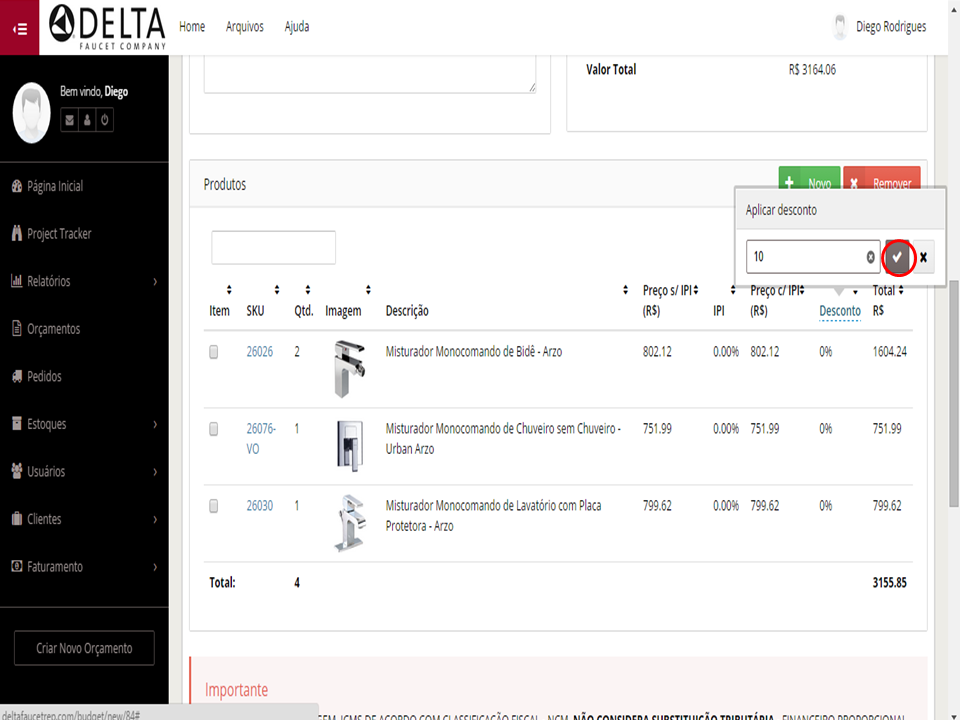 DELTA
FAUCET COMPANY
Home Arquivos Ajuda
Diego Rodrigues
Bem vindo, Diego
Página Inicial
Project Tracker
Relatórios
Orçamentos
Pedidos
Estoques
Usuários
Clientes
Faturamento
Criar Novo Orçamento
Valor Total R$ 3164.06
Produtos
Novo Remover
Aplicar desconto
10
Item SKU Qtd. Imagem Descrição Preço s/ IPI (R$) IPI Preço c/ IPI (R$) Desconto Total R$
26026 2 Misturador Monocomando de Bidê - Arzo 802.12 0.00% 802.12 0% 1604.24
26076- 1 Misturador Monocomando de Chuveiro sem Chuveiro - 751.99 0.00% 751.99 0% 751.99
VO Urban Arzo
26030 1 Misturador Monocomando de Lavatório com Placa 799.62 0.00% 799.62 0% 799.62
Protetora - Arzo
Total: 4 3155.85
Importante
ICMS DE ACORDO COM CLASSIFICAÇÃO FISCAL - NCM, NÃO CONSIDERA SUBSTITUIÇÃO TRIBUTÁRIA, FINANCEIRO PROPORCIONAL
deltafaucetrep.com/budget/new/84#